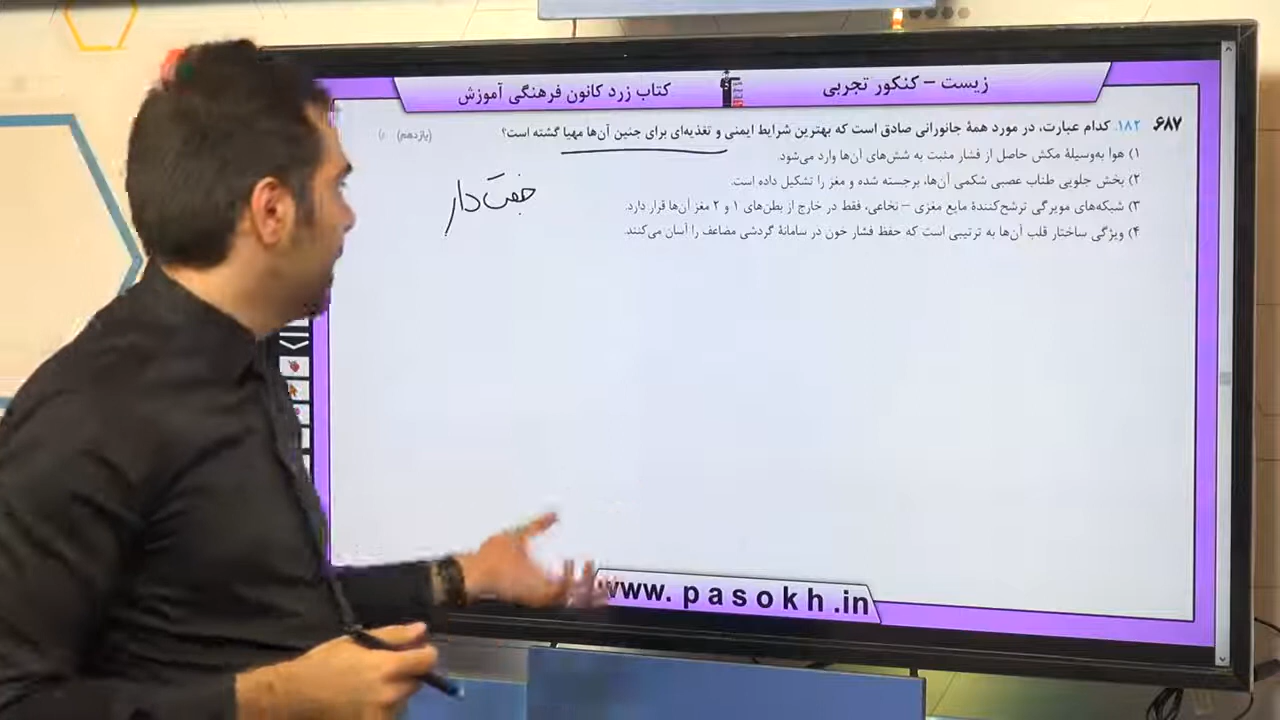 زیست – کنکور تجربی
کتاب زرد کانون فرهنگی آموزش
۶۸۷ ۱۸۲. کدام عبارت، در مورد همهٔ جانورانی صادق است که بهترین شرایط ایمنی و تغذیه‌ای برای جنین آن‌ها مهیا گشته است؟ (یازدهم)
۱) هوا به‌وسیلهٔ مکش حاصل از فشار مثبت به شش‌های آن‌ها وارد می‌شود.
۲) بخش جلویی طناب عصبی شکمی آن‌ها، برجسته شده و مغز را تشکیل داده است.
۳) شبکه‌های مویرگی ترشح‌کنندهٔ مایع مغزی – نخاعی، فقط در خارج از بطن‌های ۱ و ۲ مغز آن‌ها قرار دارد.
۴) ویژگی ساختار قلب آن‌ها به ترتیبی است که حفظ فشار خون در سامانهٔ گردشی مضاعف را آسان می‌کنند.
جفت دار
www.pasokh.in